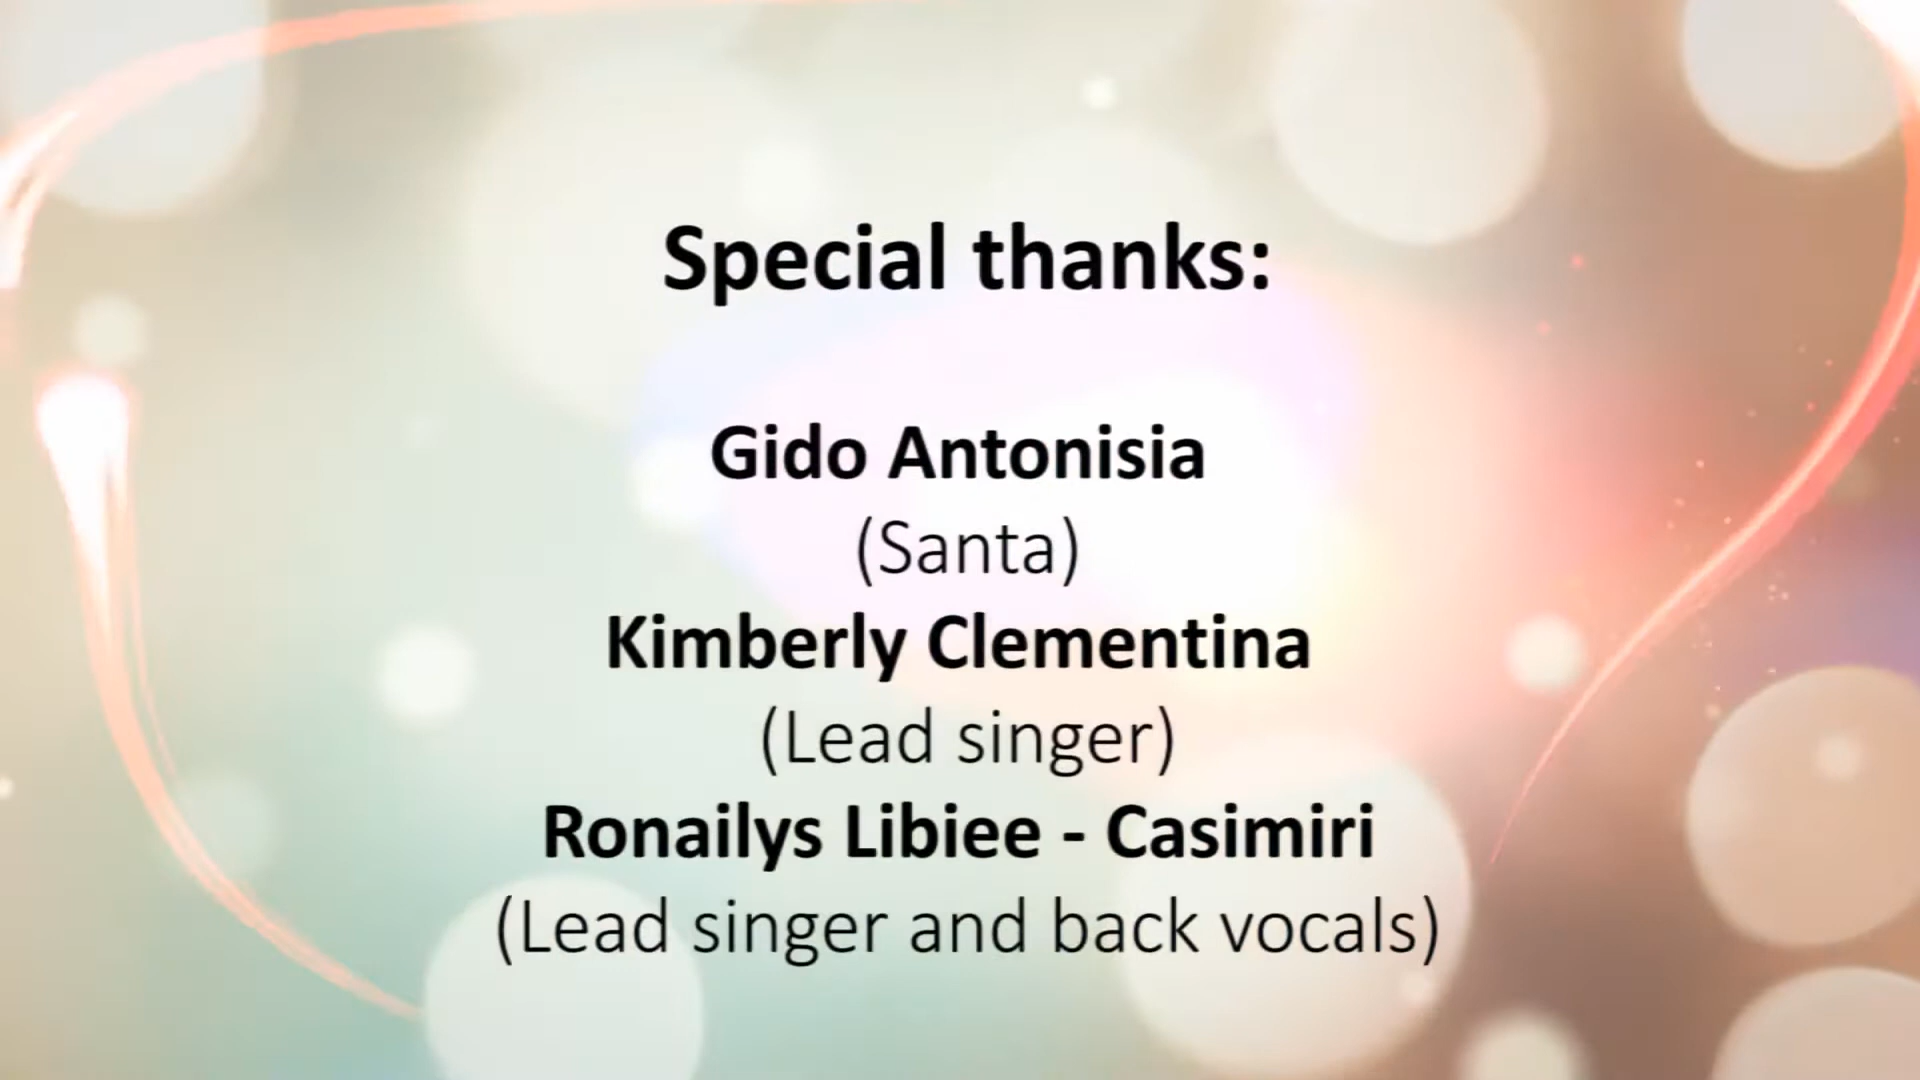 Special thanks:
Gido Antonisia
(Santa)
Kimberly Clementina
(Lead singer)
Ronailys Libiee - Casimiri
(Lead singer and back vocals)